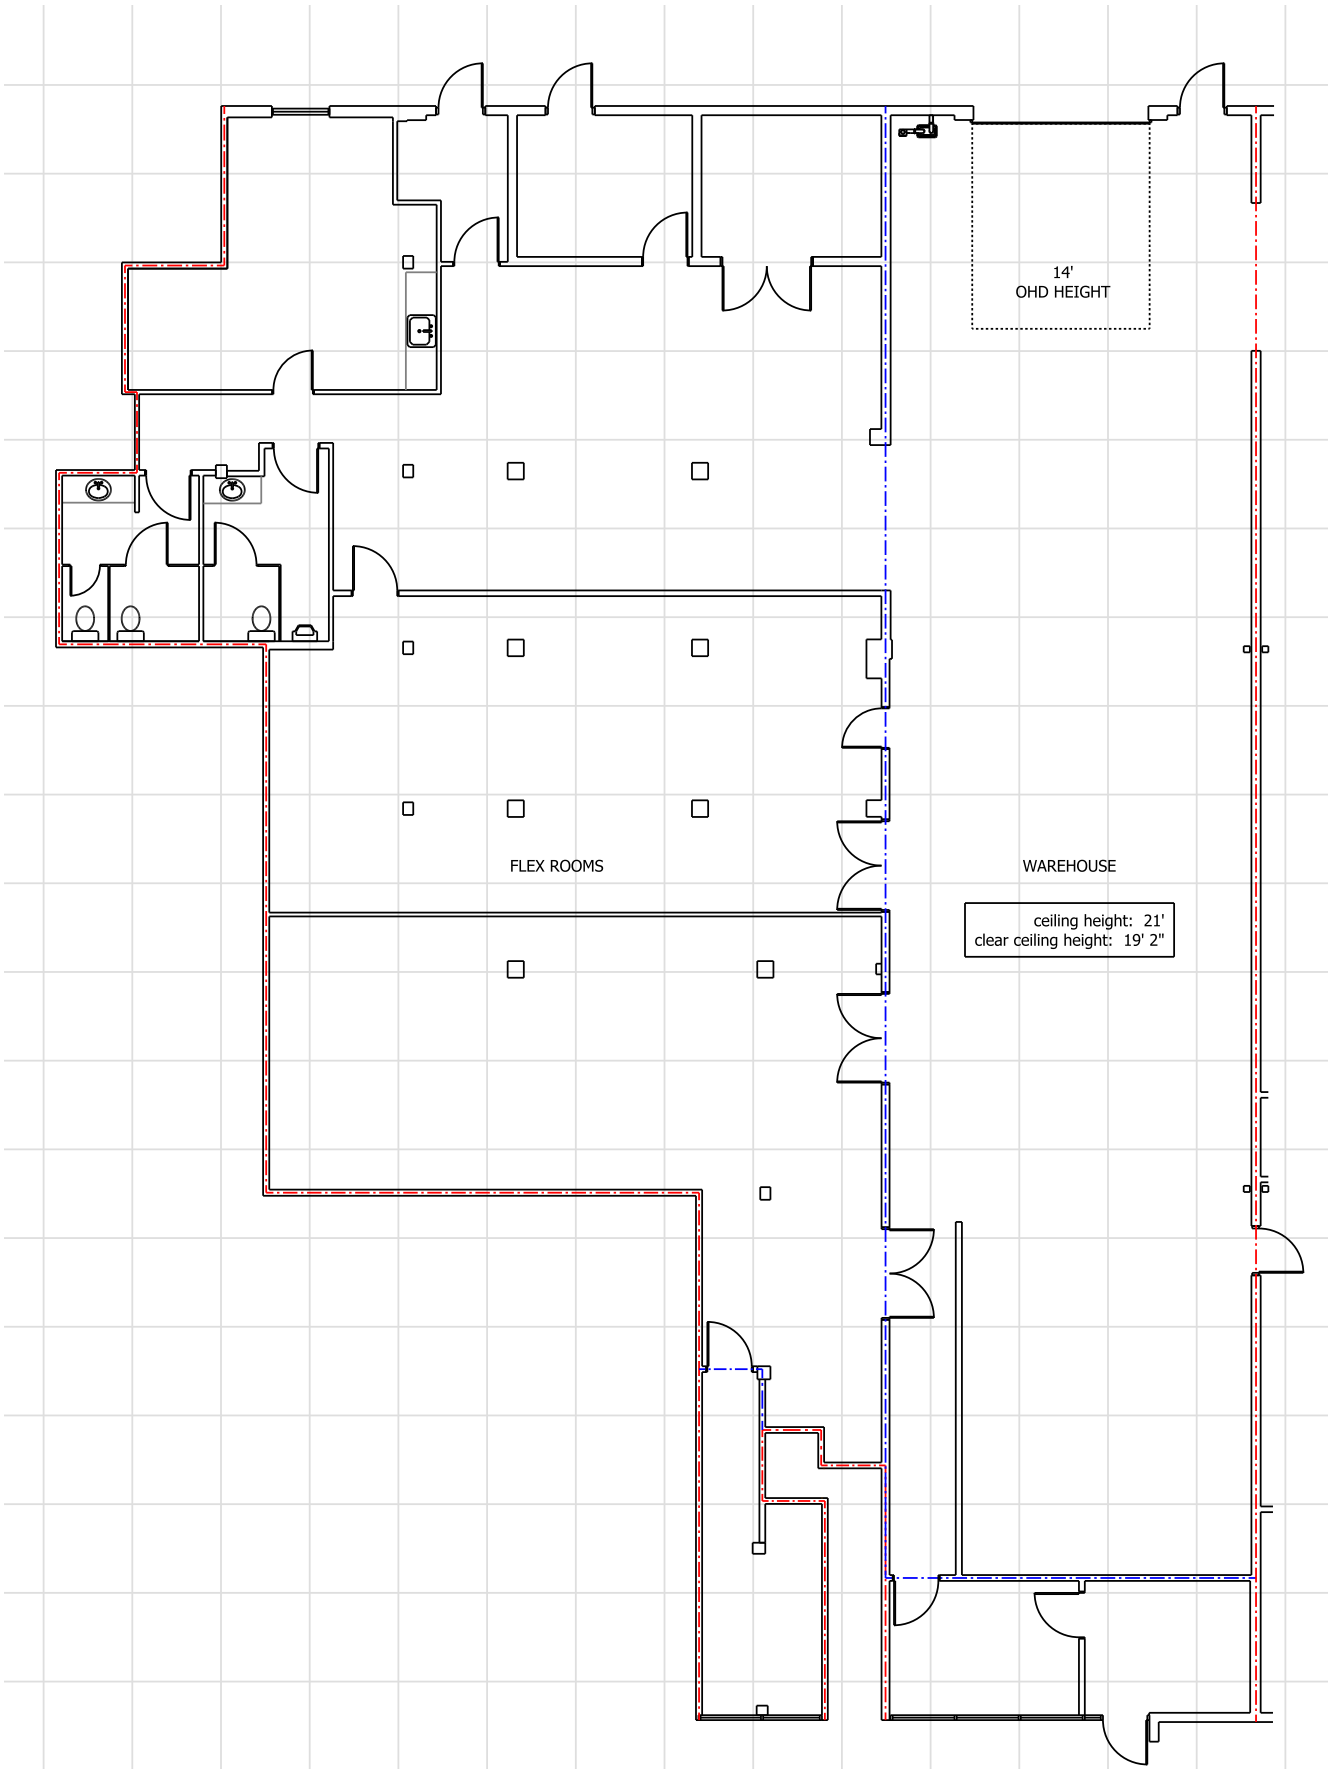 14'
OHD HEIGHT
FLEX ROOMS
WAREHOUSE
ceiling height:  21'
clear ceiling height:  19' 2"